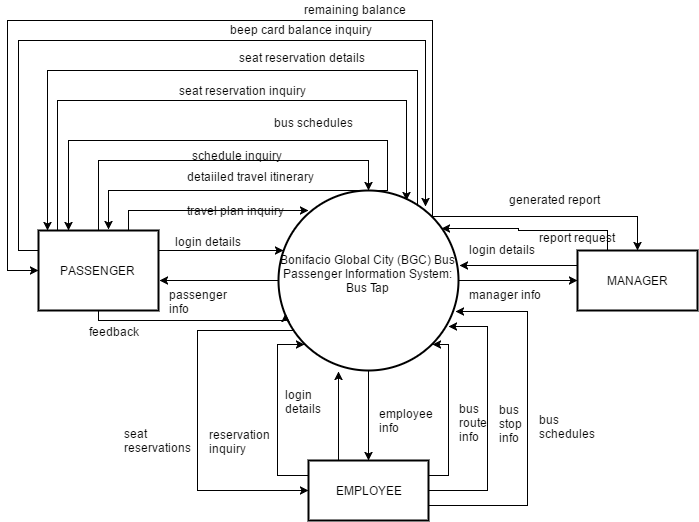 remaining balance
beep card balance inquiry
seat reservation details
seat reservation inquiry
bus schedules
schedule inquiry
detaiiled travel itinerary
travel plan inquiry
generated report
report request
login details
login details
PASSENGER
Bonifacio Global City (BGC) Bus
Passenger Information System:
Bus Tap
MANAGER
passenger
info
manager info
feedback
login
details
employee
info
bus
route
info
bus
stop
info
bus
schedules
seat
reservations
reservation
inquiry
EMPLOYEE